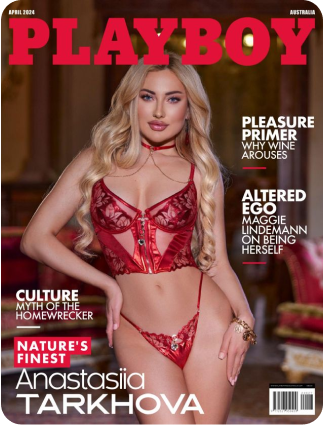 APRIL 2024
AUSTRALIA
PLAYBOY
PLEASURE
PRIMER
WHY WINE
AROUSES
ALTERED
EGO
MAGGIE
LINDEMANN
ON BEING
HERSELF
CULTURE
MYTH OF THE
HOMEWRECKER
NATURE'S
FINEST
Anastasiia
TARKHOVA